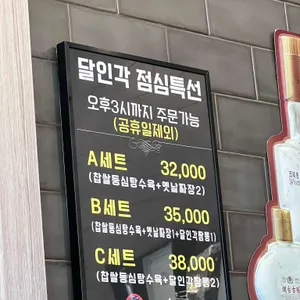 달인각 점심특선
오후3시까지 주문가능
(공휴일제외)
A세트 32,000
(찹쌀등심탕수육+옛날짜장2)
B세트 35,000
(찹쌀등심탕수육+옛날짜장1+달인각짬뽕1)
C세트 38,000
(찹쌀등심탕수육+달인각짬뽕2)